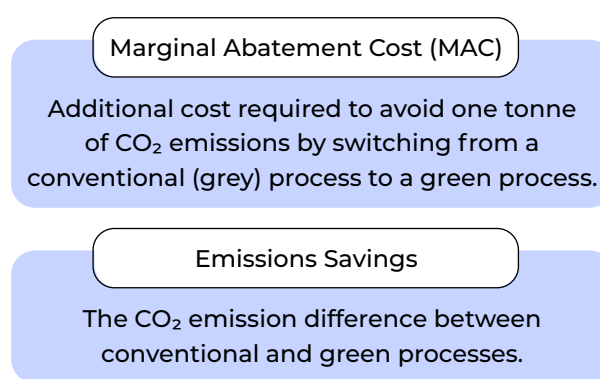 Marginal Abatement Cost (MAC)
Additional cost required to avoid one tonne
of CO₂ emissions by switching from a
conventional (grey) process to a green process.
Emissions Savings
The CO₂ emission difference between
conventional and green processes.